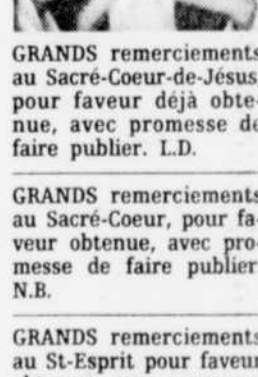 GRANDS remerciements
au Sacré-Coeur-de-Jésus
pour faveur déjà obte-
nue, avec promesse de
faire publier. L.D.
GRANDS remerciements
au Sacré-Coeur, pour fa-
veur obtenue, avec pro-
messe de faire publier
N.B.
GRANDS remerciements
au St-Esprit pour faveur